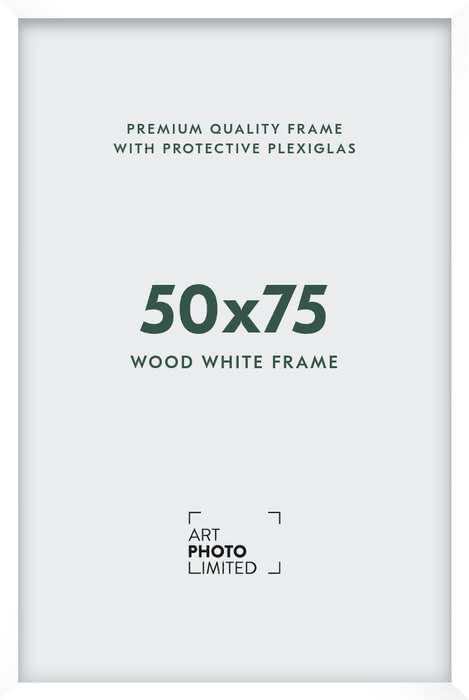 PREMIUM QUALITY FRAME
WITH PROTECTIVE PLEXIGLAS
50x75
WOOD WHITE FRAME
ART
PHOTO
LIMITED